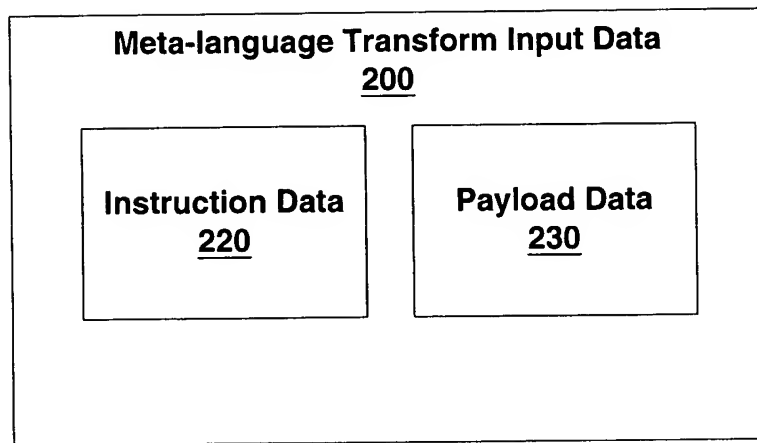 Meta-language Transform Input Data
200
Instruction Data
220
Payload Data
230